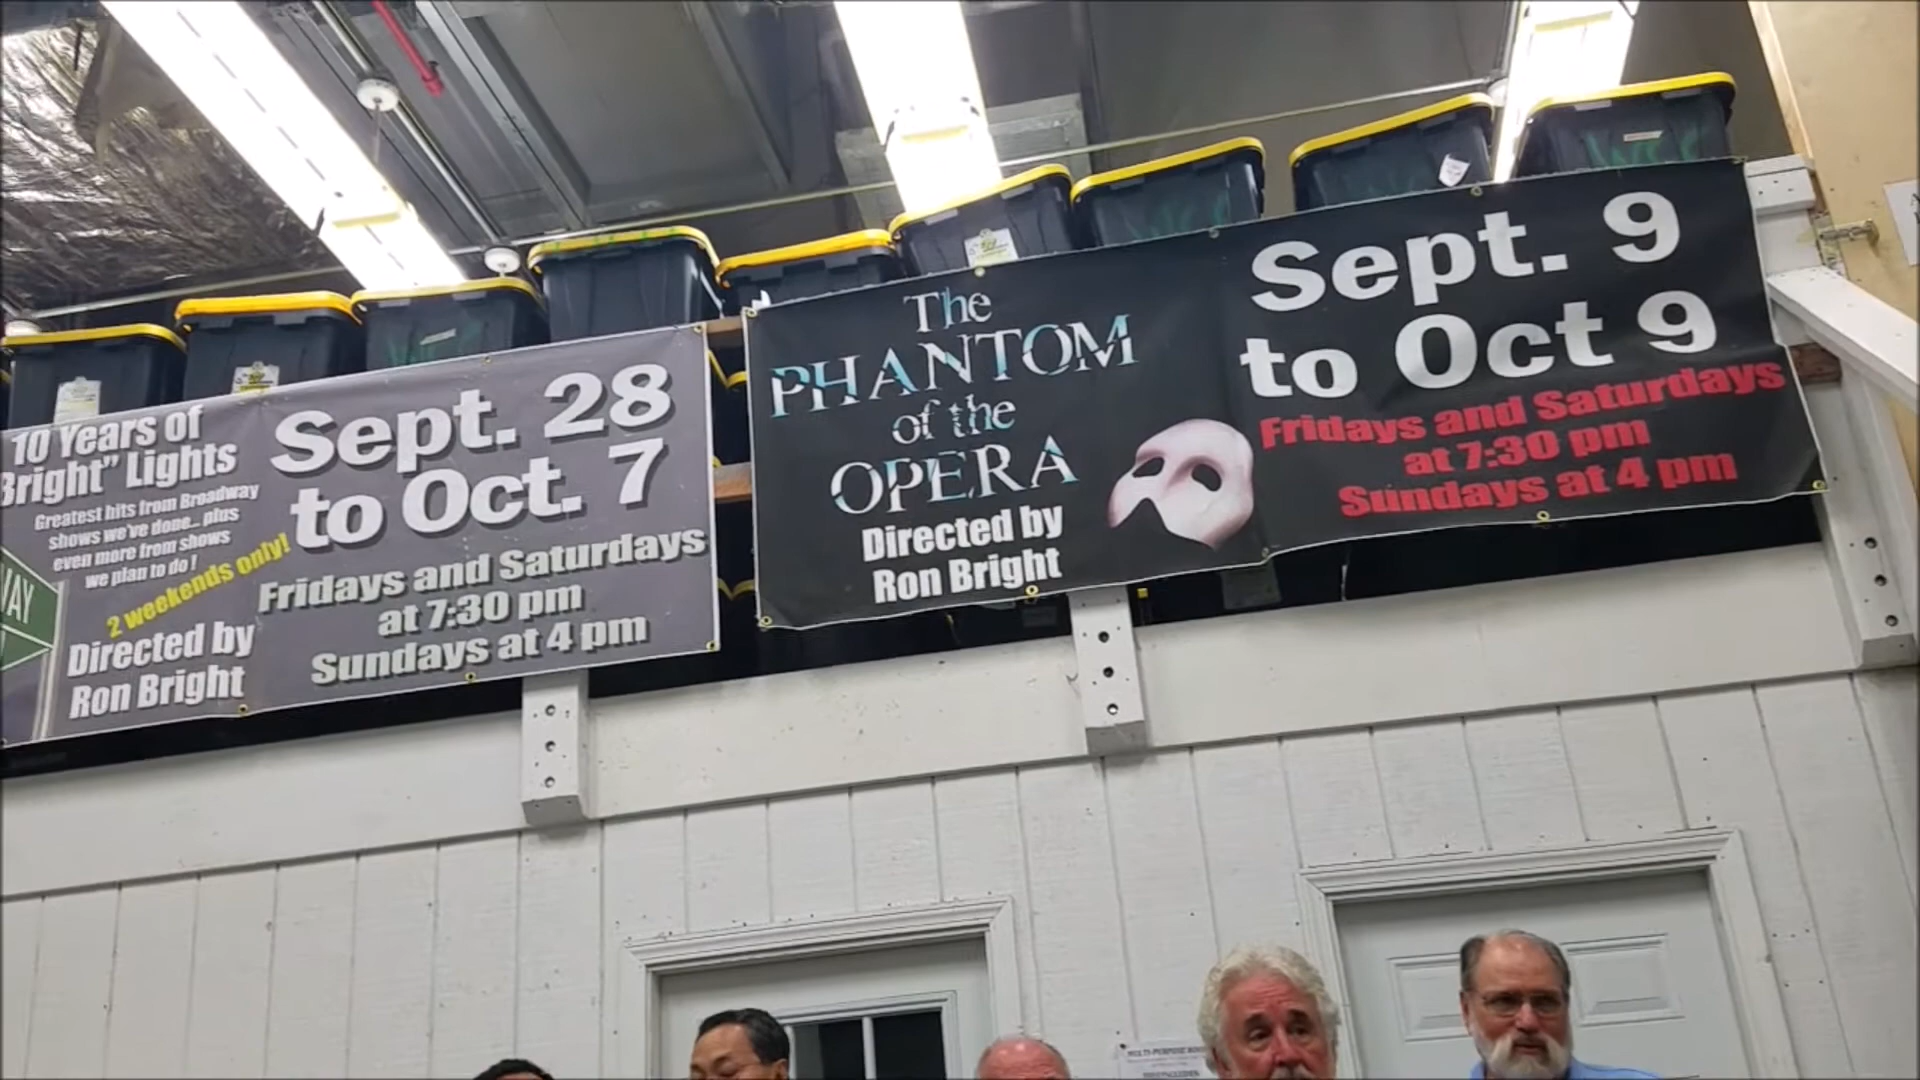 10 Years of
Bright" Lights
Greatest hits from Broadway
shows we've done... plus
even more from shows
we plan to do!
2 weekends only!
Directed by
Ron Bright
WAY
Sept. 28
to Oct. 7
Fridays and Saturdays
at 7:30 pm
Sundays at 4 pm
The
PHANTOM
of the
OPERA
Directed by
Ron Bright
Sept. 9
to Oct 9
Fridays and Saturdays
at 7:30 pm
Sundays at 4 pm
MULTI-PURPOSE